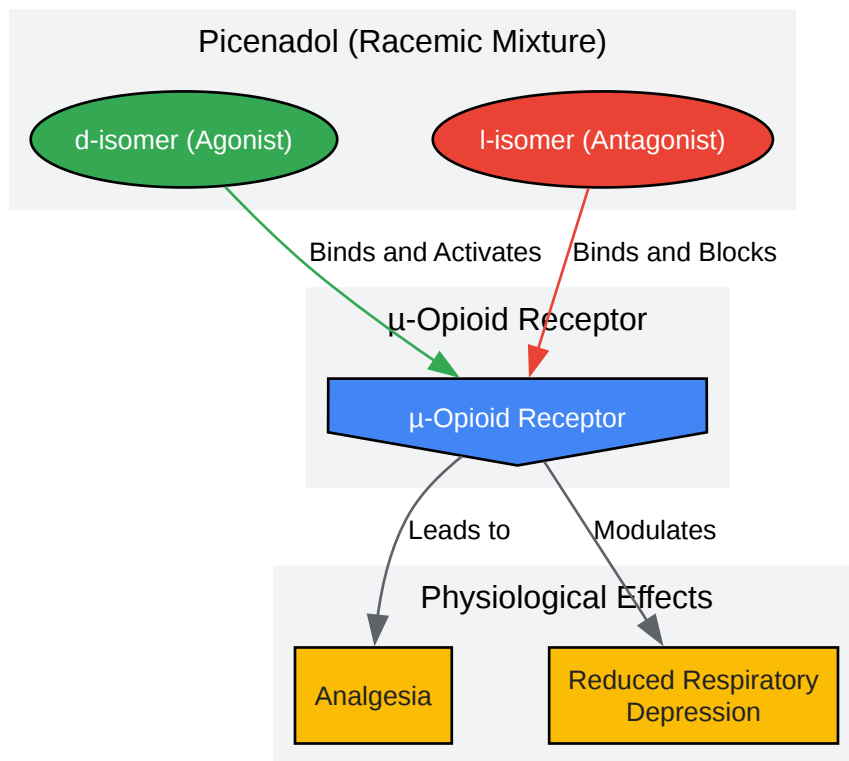 Picenadol (Racemic Mixture)
d-isomer (Agonist)
l-isomer (Antagonist)
Binds and Activates
Binds and Blocks
µ-Opioid Receptor
µ-Opioid Receptor
Leads to
Modulates
Physiological Effects
Analgesia
Reduced Respiratory
Depression